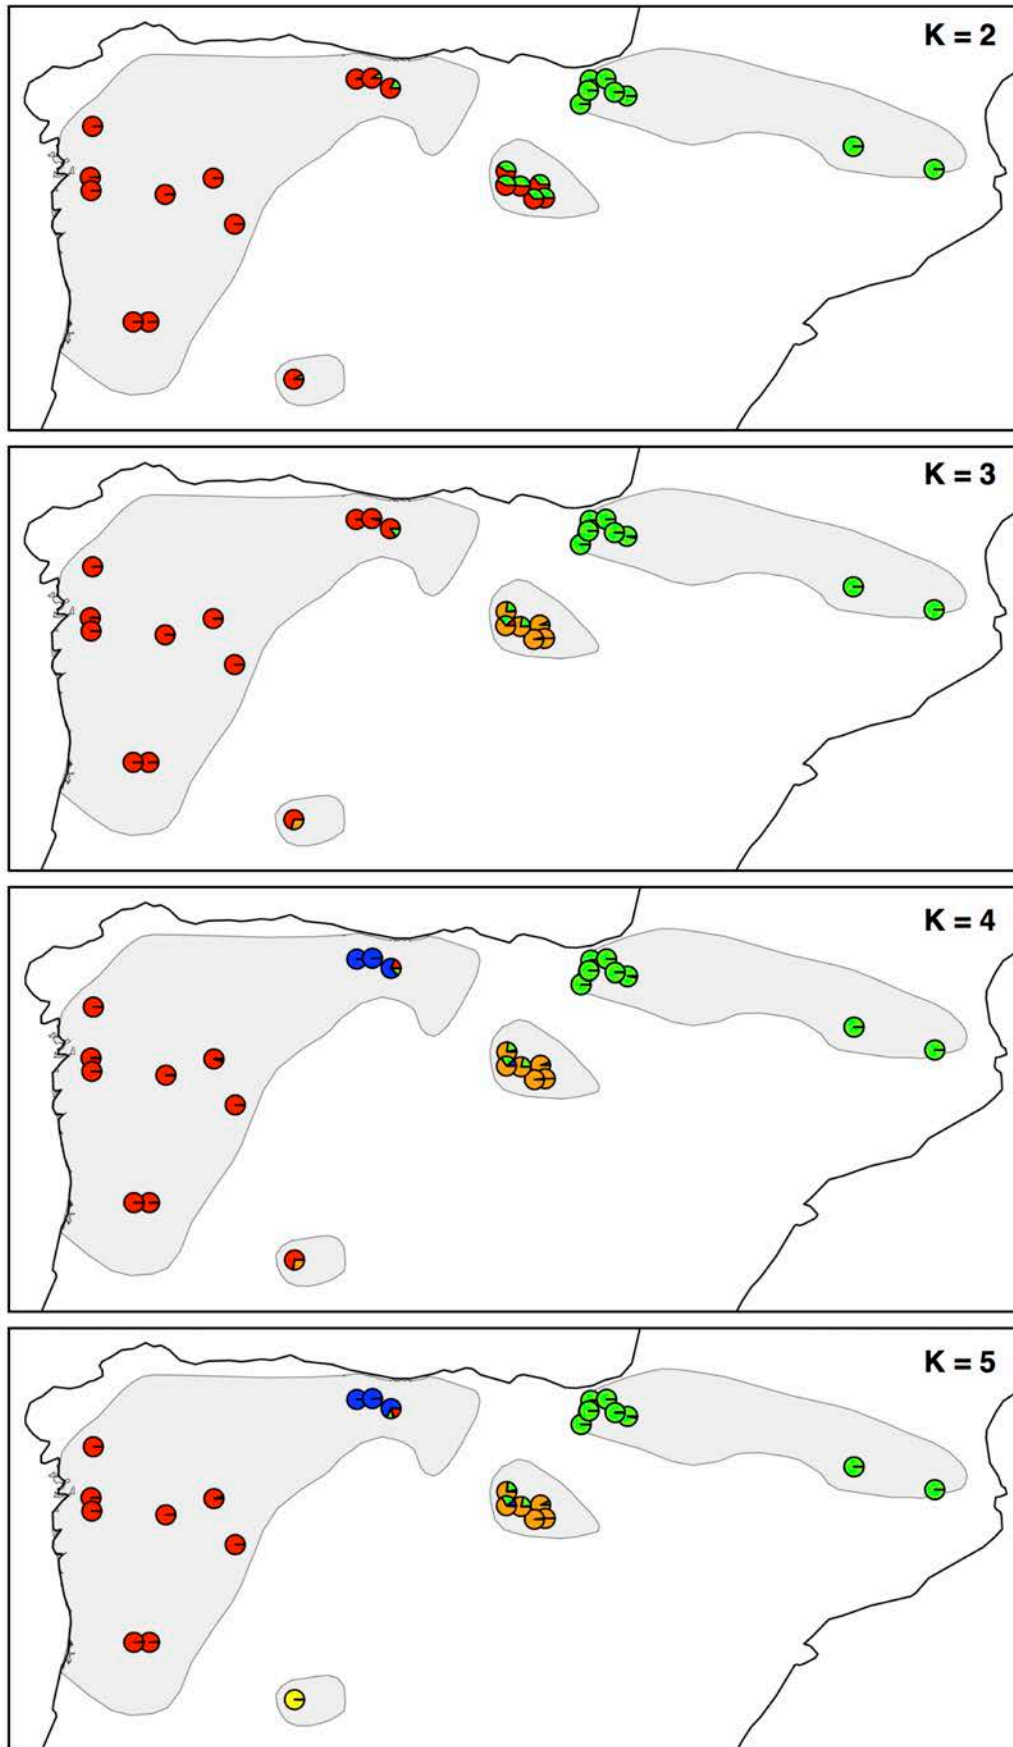 K = 2
K = 3
K = 4
K = 5